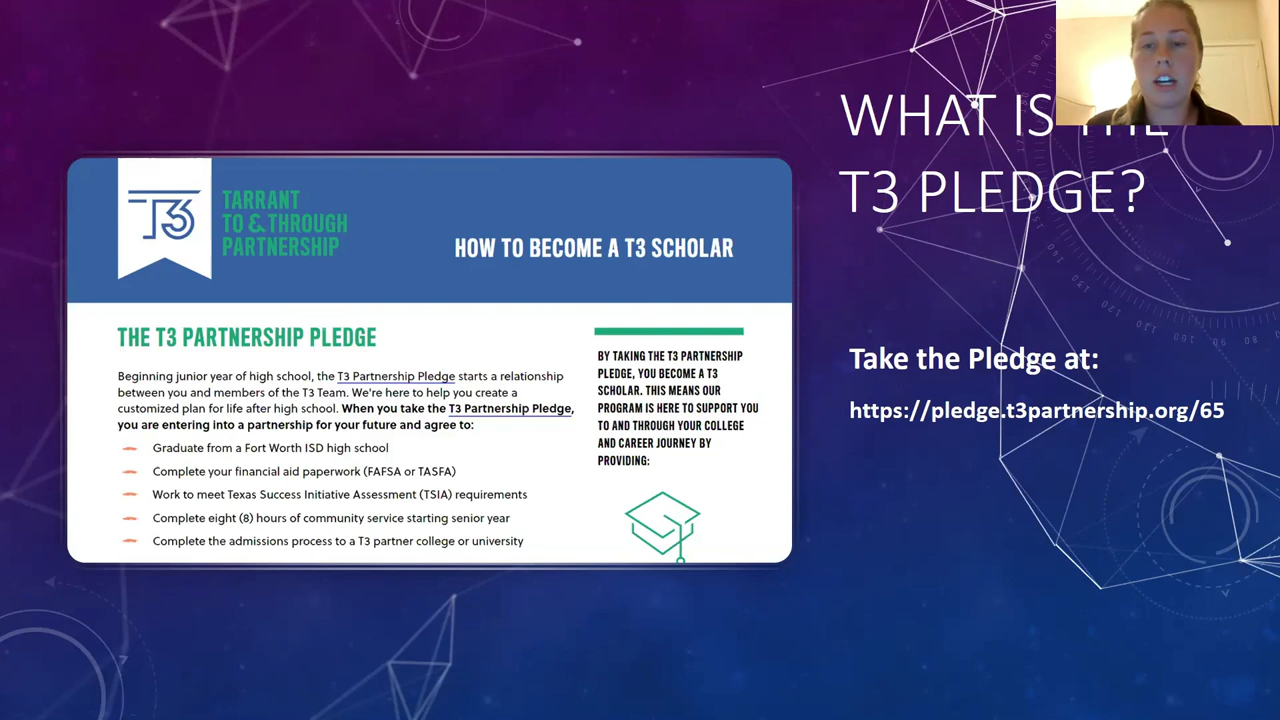 WHAT IS THE
T3 PLEDGE?
T3
TARRANT
TO & THROUGH
PARTNERSHIP
HOW TO BECOME A T3 SCHOLAR
THE T3 PARTNERSHIP PLEDGE
Beginning junior year of high school, the T3 Partnership Pledge starts a relationship
between you and members of the T3 Team. We're here to help you create a
customized plan for life after high school. When you take the T3 Partnership Pledge,
you are entering into a partnership for your future and agree to:
Graduate from a Fort Worth ISD high school
Complete your financial aid paperwork (FAFSA or TASFA)
Work to meet Texas Success Initiative Assessment (TSIA) requirements
Complete eight (8) hours of community service starting senior year
Complete the admissions process to a T3 partner college or university
BY TAKING THE T3 PARTNERSHIP
PLEDGE, YOU BECOME A T3
SCHOLAR. THIS MEANS OUR
PROGRAM IS HERE TO SUPPORT YOU
TO AND THROUGH YOUR COLLEGE
AND CAREER JOURNEY BY
PROVIDING:
Take the Pledge at:
https://pledge.t3partnership.org/65